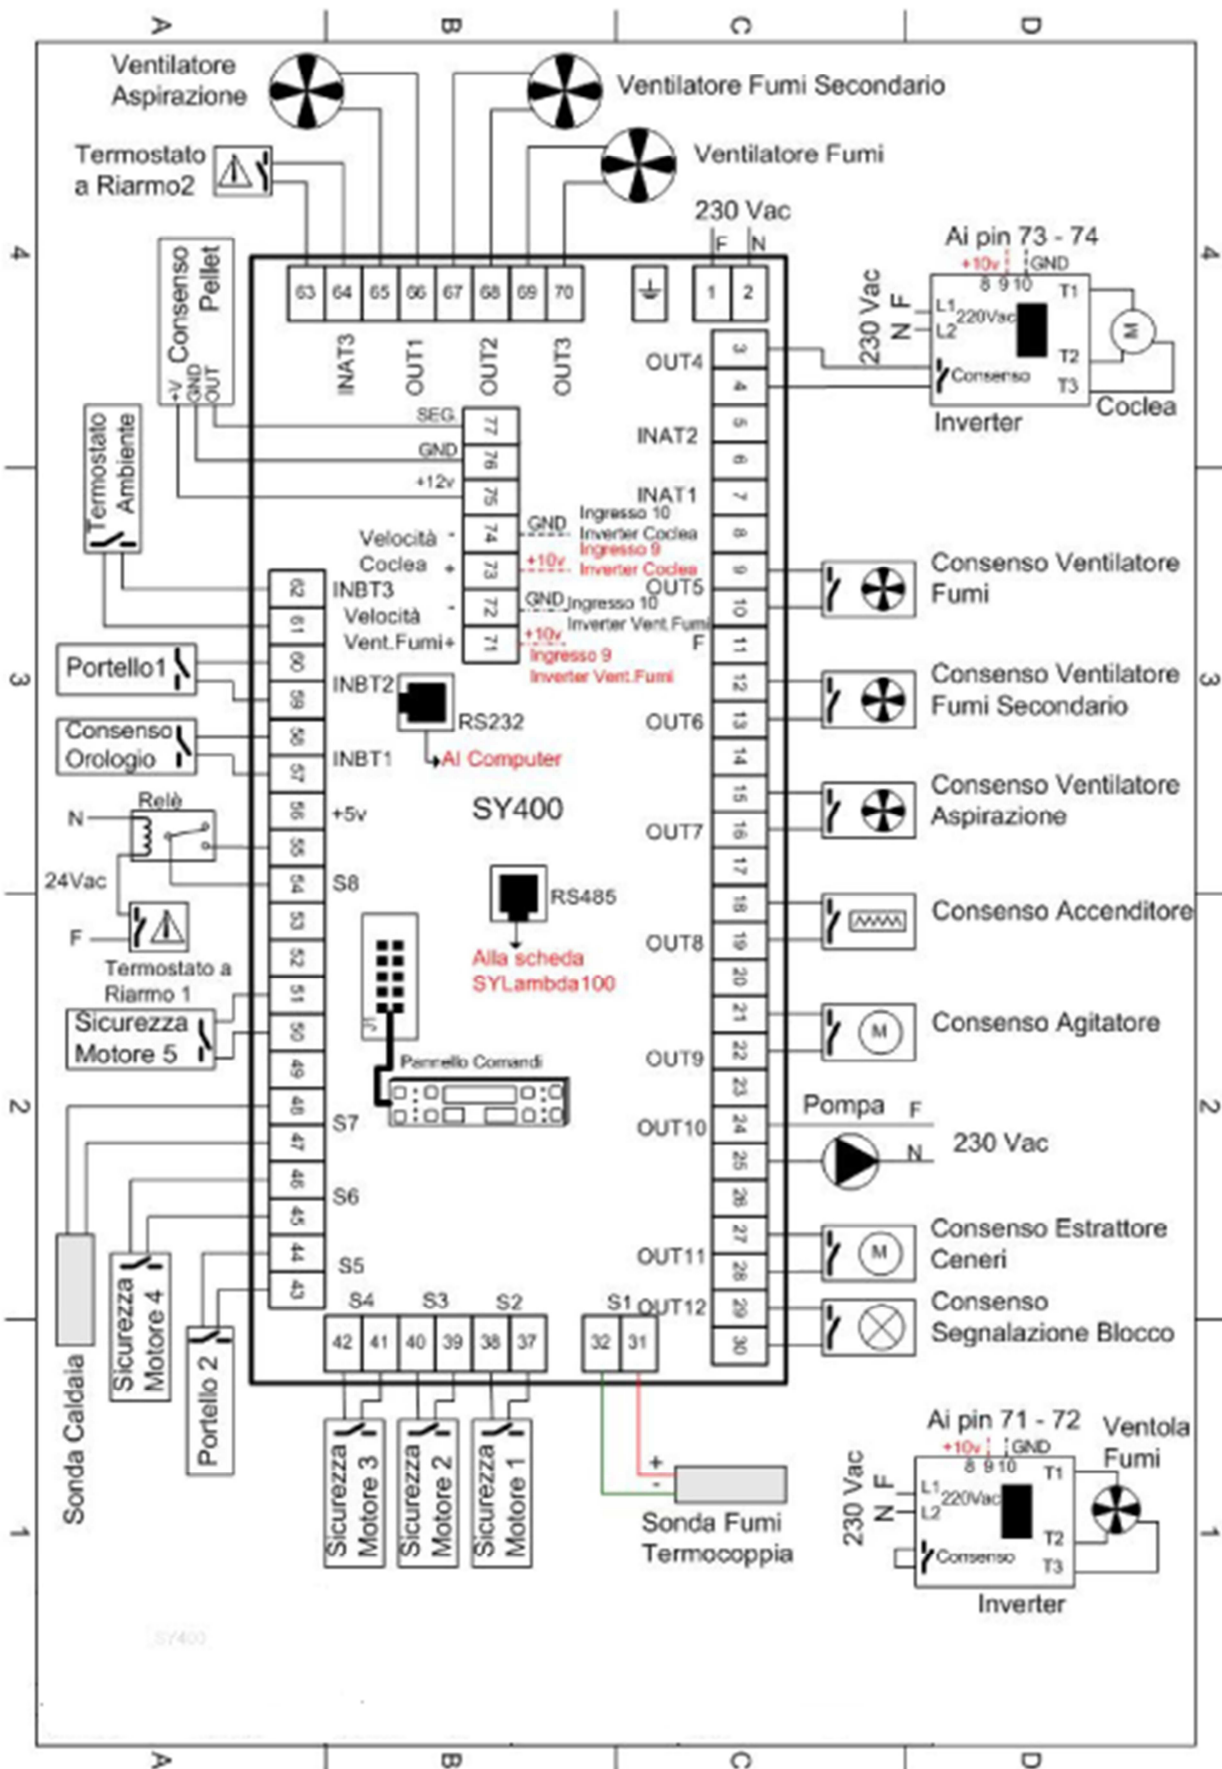 A B C D
Ventilatore
Aspirazione
Ventilatore Fumi Secondario
Termostato
a Riarmo2
Ventilatore Fumi
230 Vac
F N
4
4
Consenso
Pellet
+V
GND
OUT
63 64 65 66 67 68 69 70
1 2
INAT3
OUT1
OUT2
OUT3
Ai pin 73 - 74
+10v GND
8 9 10
230 Vac
F
N
L1
L2
220Vac
T1
T2
T3
M
Consenso
Inverter
Coclea
OUT4
3
4
INAT2
5
6
INAT1
7
8
9
OUT5
10
F
11
12
OUT6
13
14
15
OUT7
16
17
18
OUT8
19
20
21
OUT9
22
23
OUT10
24
25
26
27
OUT11
28
OUT12
29
30
SEG.
77
GND
76
+12v
75
74
73
72
71
Velocità -
Coclea +
Velocità -
Vent.Fumi+
GND
Ingresso 10
Inverter Coclea
+10v
Ingresso 9
Inverter Coclea
GND
Ingresso 10
Inverter Vent.Fumi
+10v
Ingresso 9
Inverter Vent.Fumi
Termostato
Ambiente
62
INBT3
61
Portello1
60
59
INBT2
Consenso
Orologio
58
57
INBT1
56
+5v
55
54
S8
53
52
51
50
49
48
47
S7
46
45
S6
44
43
S5
RS232
Al Computer
SY400
RS485
Alla scheda
SYLambda100
J1
Pannello Comandi
Relè
N
24Vac
F
Termostato a
Riarmo 1
Sicurezza
Motore 5
3
3
Consenso Ventilatore
Fumi
Consenso Ventilatore
Fumi Secondario
Consenso Ventilatore
Aspirazione
Consenso Accenditore
Consenso Agitatore
M
2
2
Pompa F
N
230 Vac
Consenso Estrattore
Ceneri
M
Consenso
Segnalazione Blocco
S4 S3 S2 S1
42 41 40 39 38 37
32 31
Sonda Caldaia
Sicurezza
Motore 4
Portello 2
Sicurezza
Motore 3
Sicurezza
Motore 2
Sicurezza
Motore 1
+
-
Sonda Fumi
Termocoppia
Ai pin 71 - 72
+10v GND
8 9 10
Ventola
Fumi
230 Vac
F
N
L1
L2
220Vac
T1
T2
T3
Consenso
Inverter
1
1
SY400
A B C D